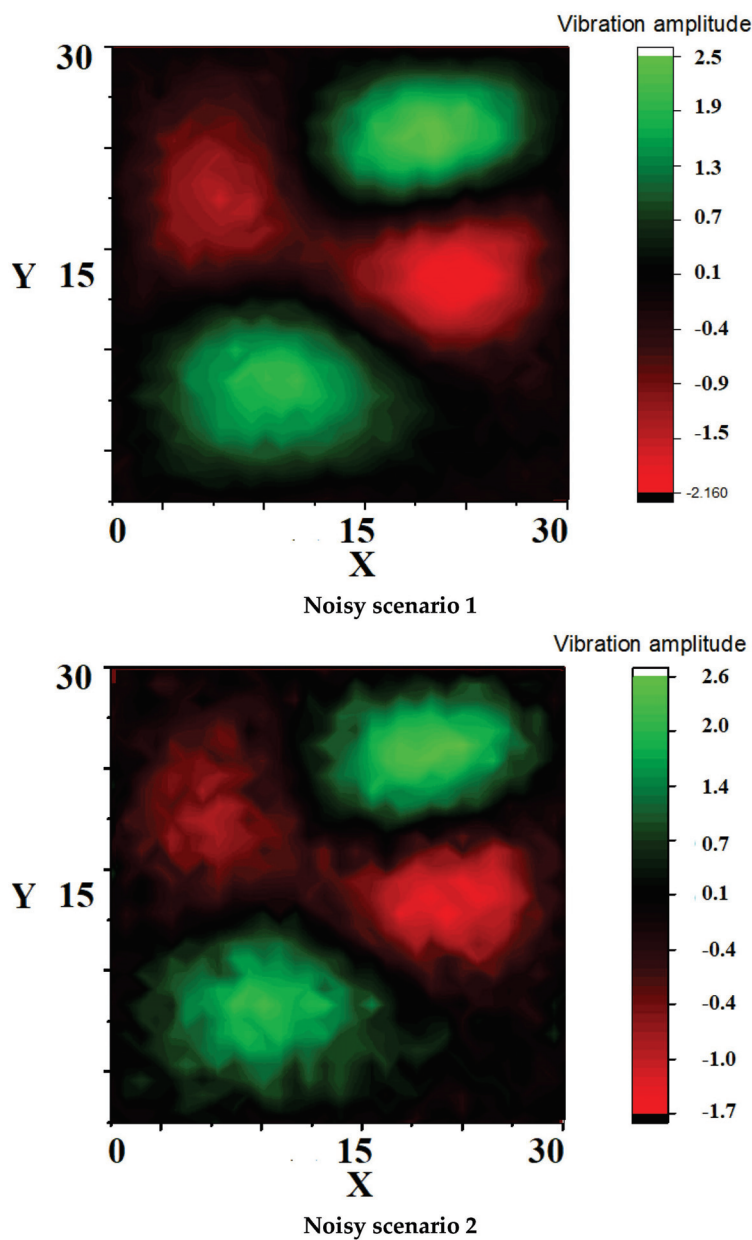 Vibration amplitude
30
2.5
1.9
1.3
0.7
Y 15
0.1
-0.4
-0.9
-1.5
-2.160
0 15 30
X
Noisy scenario 1
Vibration amplitude
30
2.6
2.0
1.4
0.7
Y 15
0.1
-0.4
-0.4
-1.0
-1.7
0 15 30
X
Noisy scenario 2